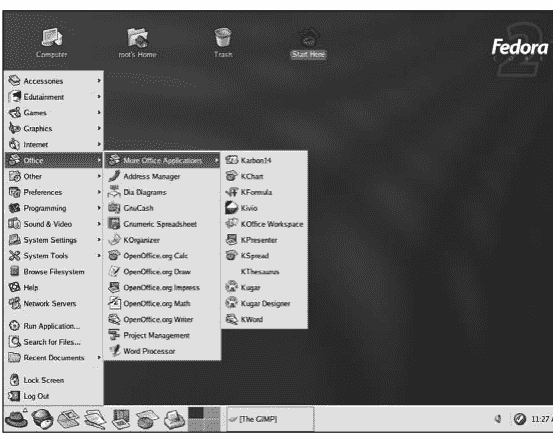 Computer
root's Home
Trash
Start Here
Fedora
2
Accessories
Edutainment
Games
Graphics
Internet
Office
Other
Preferences
Programming
Sound & Video
System Settings
System Tools
Browse Filesystem
Help
Network Servers
Run Application...
Search for Files...
Recent Documents
Lock Screen
Log Out
More Office Applications
Address Manager
Dia Diagrams
GnuCash
Gnumeric Spreadsheet
KOrganizer
OpenOffice.org Calc
OpenOffice.org Draw
OpenOffice.org Impress
OpenOffice.org Math
OpenOffice.org Writer
Project Management
Word Processor
Karbon14
KChart
KFormula
Kivio
KOffice Workspace
KPresenter
KSpread
KThesaurus
Kugar
Kugar Designer
KWord
[The GIMP]
11:27 A